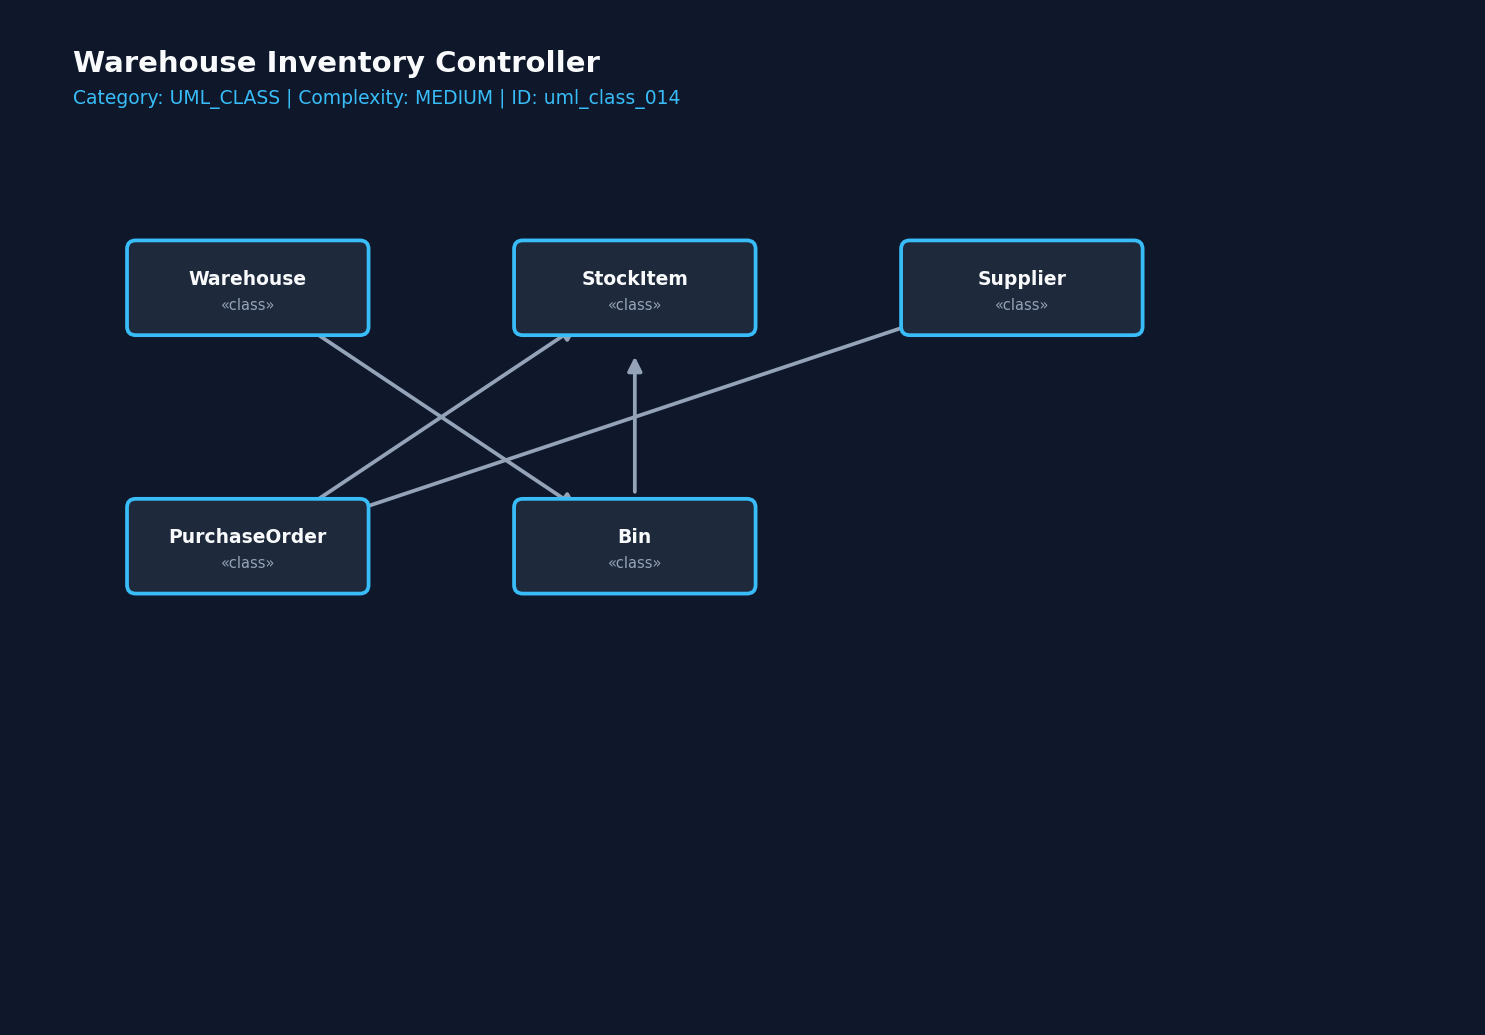 Warehouse Inventory Controller
Category: UML_CLASS | Complexity: MEDIUM | ID: uml_class_014
Warehouse
«class»
StockItem
«class»
Supplier
«class»
PurchaseOrder
«class»
Bin
«class»